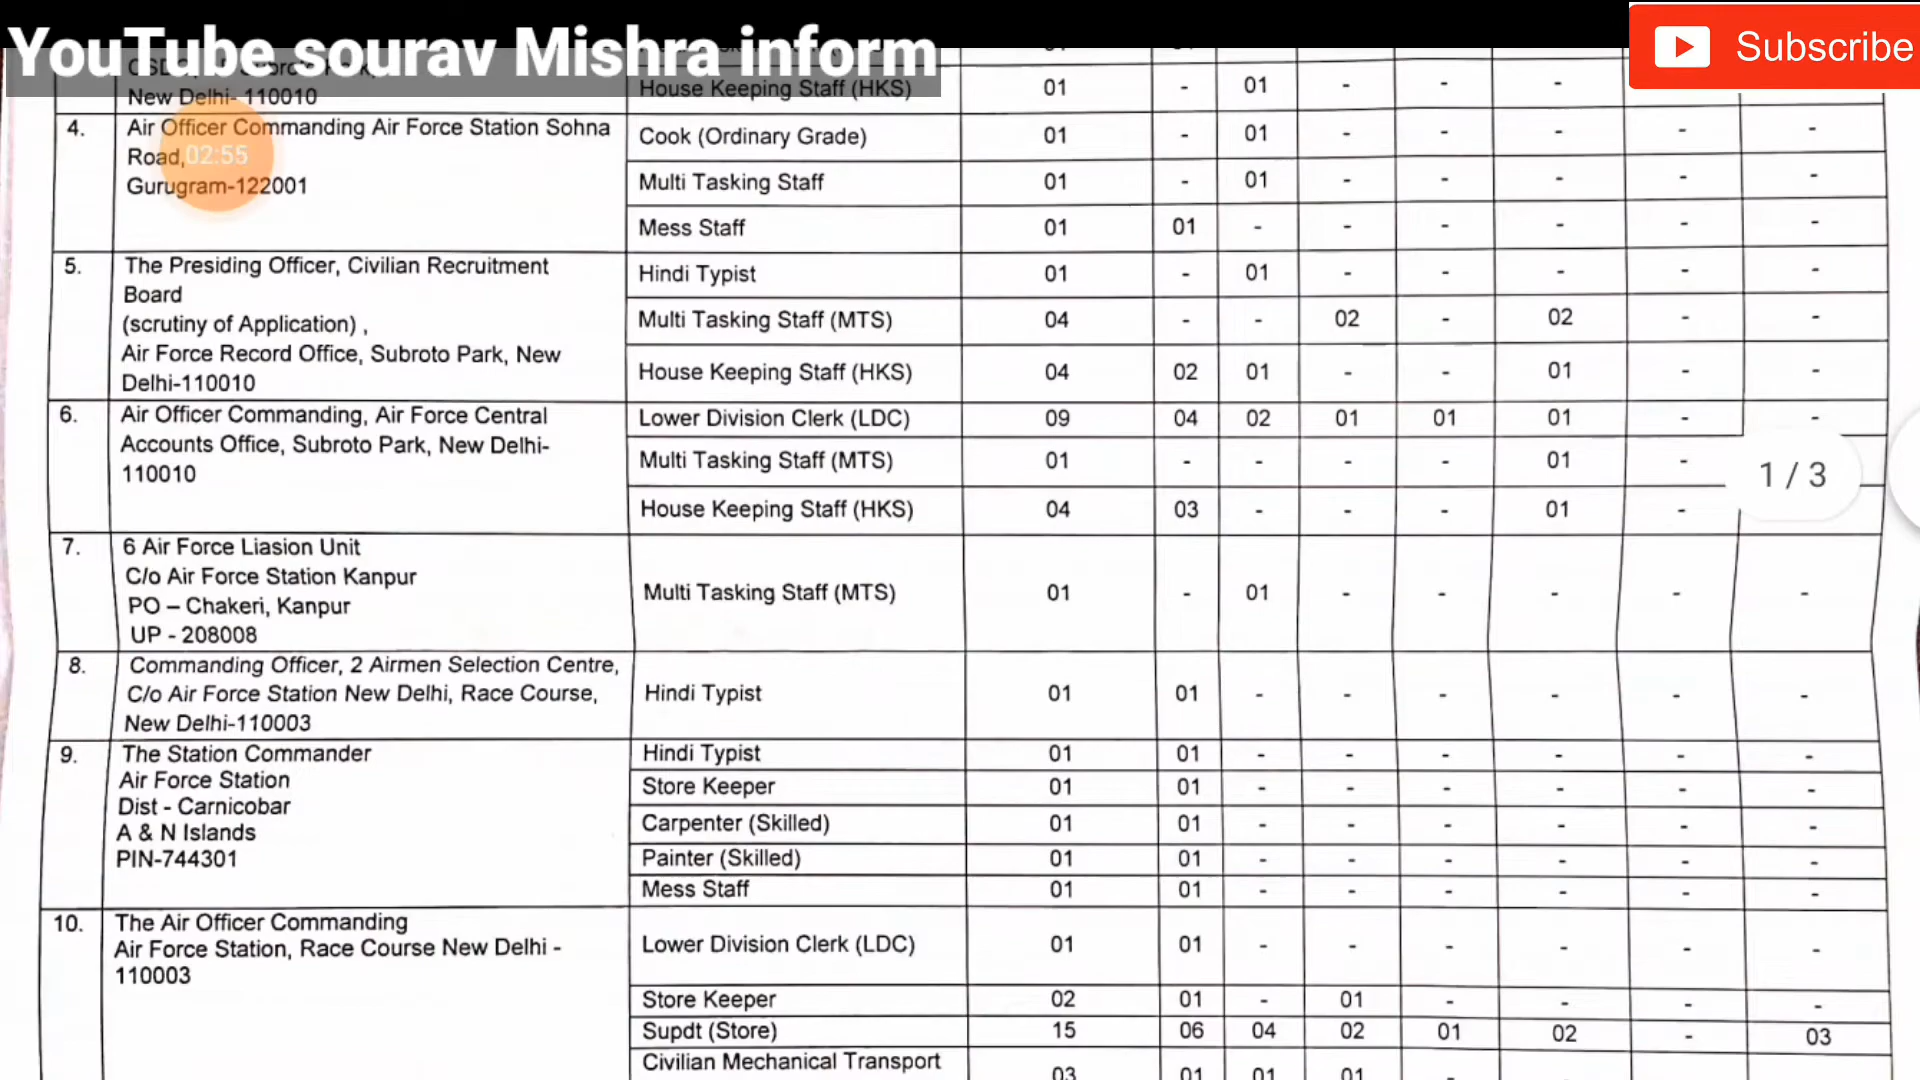 YouTube sourav Mishra inform
Subscribe
New Delhi- 110010
House Keeping Staff (HKS) 01 - 01 - - -
4. Air Officer Commanding Air Force Station Sohna
Road,
02:55
Gurugram-122001
Cook (Ordinary Grade) 01 - 01 - - - - -
Multi Tasking Staff 01 - 01 - - - - -
Mess Staff 01 01 - - - - - -
5. The Presiding Officer, Civilian Recruitment
Board
(scrutiny of Application) ,
Air Force Record Office, Subroto Park, New
Delhi-110010
Hindi Typist 01 - 01 - - - - -
Multi Tasking Staff (MTS) 04 - - 02 - 02 - -
House Keeping Staff (HKS) 04 02 01 - - 01 - -
6. Air Officer Commanding, Air Force Central
Accounts Office, Subroto Park, New Delhi-
110010
Lower Division Clerk (LDC) 09 04 02 01 01 01 - -
Multi Tasking Staff (MTS) 01 - - - - 01 -
1 / 3
House Keeping Staff (HKS) 04 03 - - - 01 - -
7. 6 Air Force Liasion Unit
C/o Air Force Station Kanpur
PO – Chakeri, Kanpur
UP - 208008
Multi Tasking Staff (MTS) 01 - 01 - - - - -
8. Commanding Officer, 2 Airmen Selection Centre,
C/o Air Force Station New Delhi, Race Course,
New Delhi-110003
Hindi Typist 01 01 - - - - - -
9. The Station Commander
Air Force Station
Dist - Carnicobar
A & N Islands
PIN-744301
Hindi Typist 01 01 - - - - - -
Store Keeper 01 01 - - - - - -
Carpenter (Skilled) 01 01 - - - - - -
Painter (Skilled) 01 01 - - - - - -
Mess Staff 01 01 - - - - - -
10. The Air Officer Commanding
Air Force Station, Race Course New Delhi -
110003
Lower Division Clerk (LDC) 01 01 - - - - - -
Store Keeper 02 01 - 01 - - - -
Supdt (Store) 15 06 04 02 01 02 - 03
Civilian Mechanical Transport 03 01 01 01 -